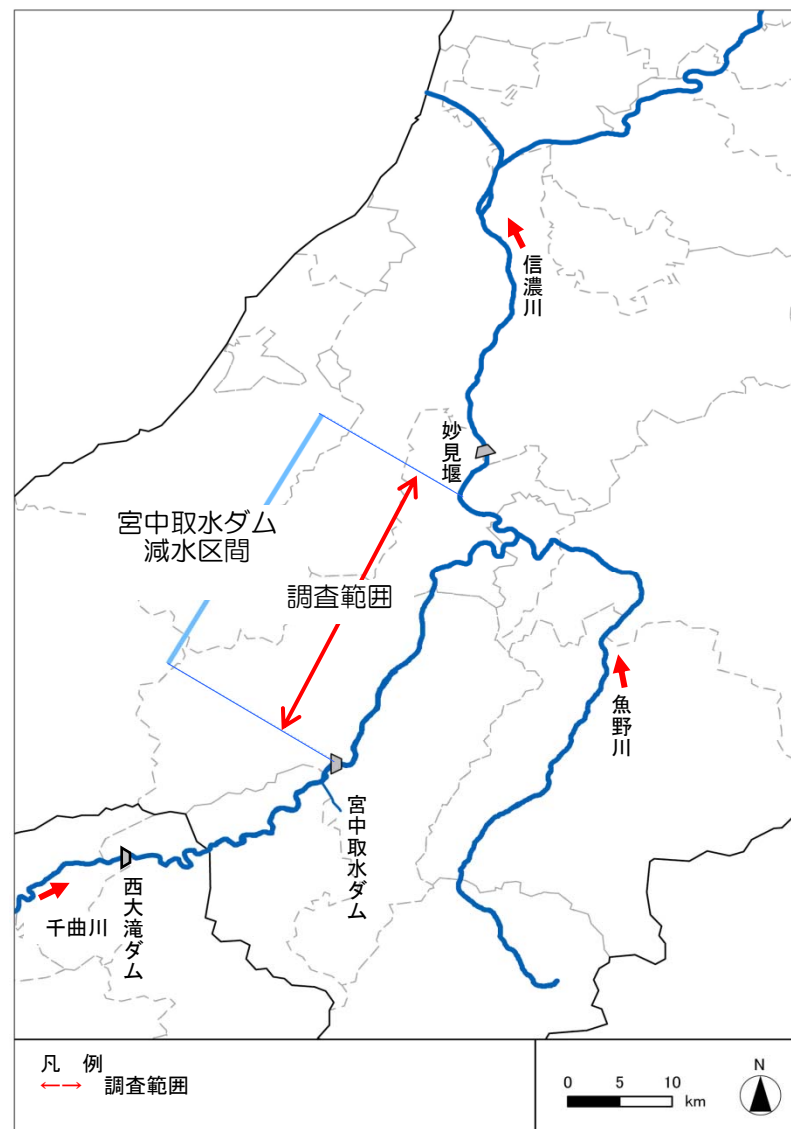 信濃川
妙見堰
宮中取水ダム
減水区間
調査範囲
魚野川
宮中取水ダム
西大滝ダム
千曲川
凡 例
←→ 調査範囲
0 5 10
km
N